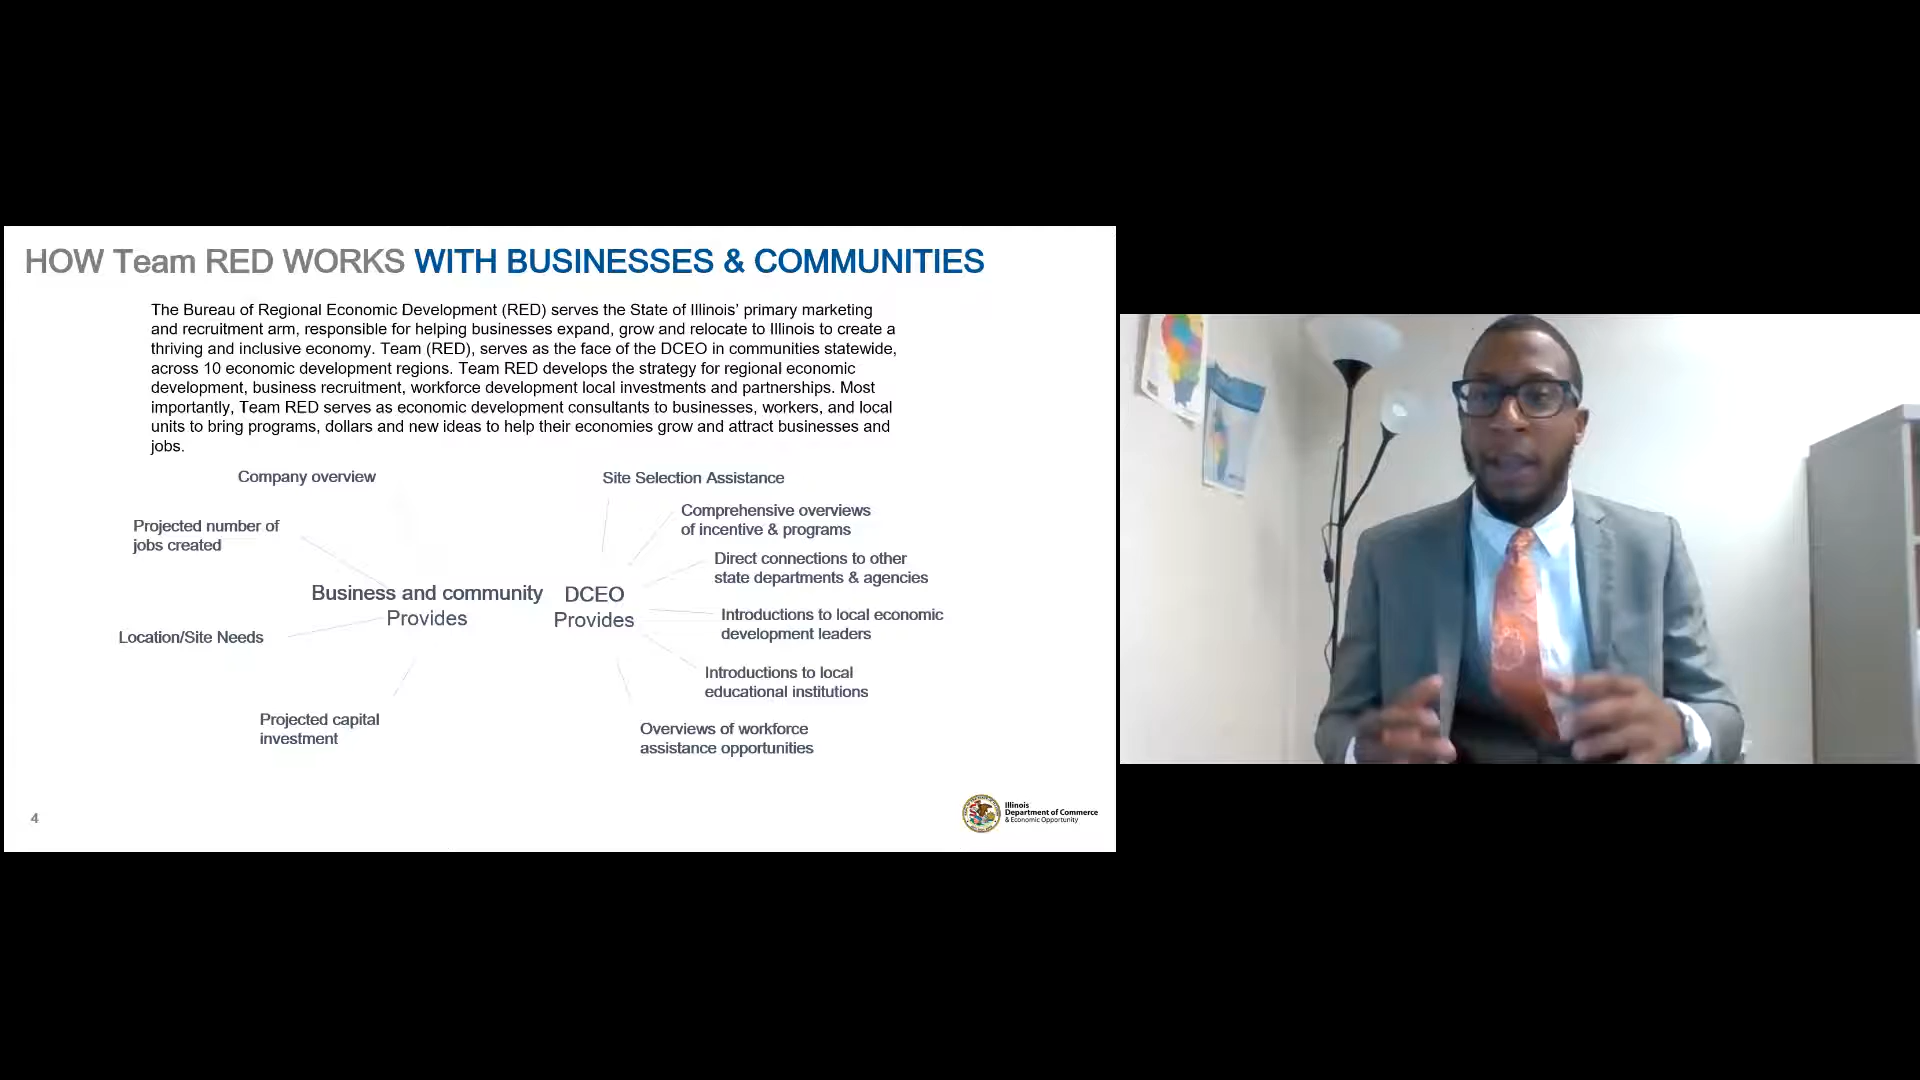 HOW Team RED WORKS WITH BUSINESSES & COMMUNITIES
The Bureau of Regional Economic Development (RED) serves the State of Illinois’ primary marketing
and recruitment arm, responsible for helping businesses expand, grow and relocate to Illinois to create a
thriving and inclusive economy. Team (RED), serves as the face of the DCEO in communities statewide,
across 10 economic development regions. Team RED develops the strategy for regional economic
development, business recruitment, workforce development local investments and partnerships. Most
importantly, Team RED serves as economic development consultants to businesses, workers, and local
units to bring programs, dollars and new ideas to help their economies grow and attract businesses and
jobs.
Company overview
Projected number of
jobs created
Business and community
Provides
Location/Site Needs
Projected capital
investment
Site Selection Assistance
Comprehensive overviews
of incentive & programs
Direct connections to other
state departments & agencies
DCEO
Provides
Introductions to local economic
development leaders
Introductions to local
educational institutions
Overviews of workforce
assistance opportunities
4
Illinois
Department of Commerce
& Economic Opportunity